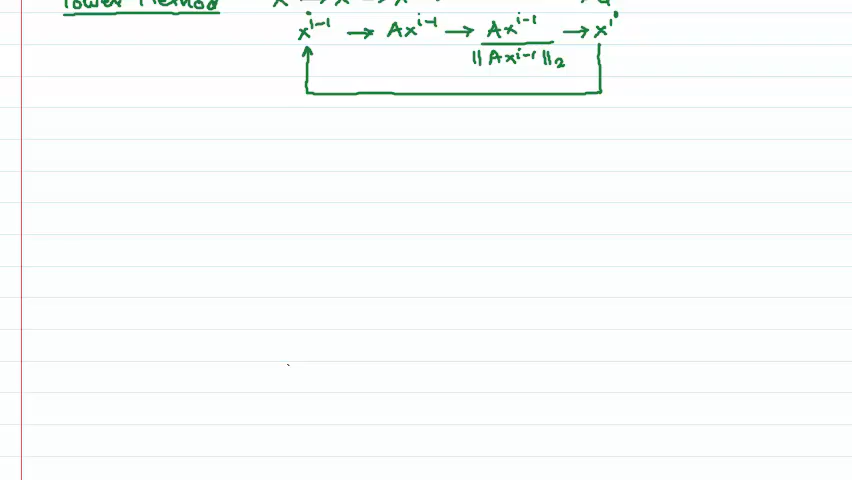 Power Method
x^{i-1} → Ax^{i-1} → Ax^{i-1} / ||Ax^{i-1}||_2 → x^i